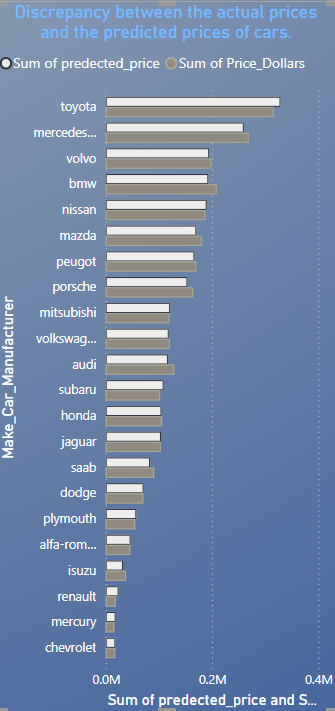 Discrepancy between the actual prices
and the predicted prices of cars.
Sum of predected_price Sum of Price_Dollars
Make_Car_Manufacturer
toyota
mercedes...
volvo
bmw
nissan
mazda
peugot
porsche
mitsubishi
volkswag...
audi
subaru
honda
jaguar
saab
dodge
plymouth
alfa-rom...
isuzu
renault
mercury
chevrolet
0.0M 0.2M 0.4M
Sum of predected_price and S...